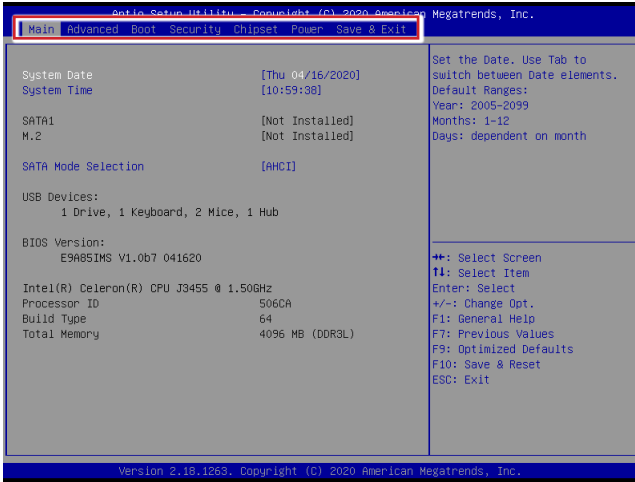 Aptio Setup Utility – Copyright (C) 2020 American Megatrends, Inc.
Main Advanced Boot Security Chipset Power Save & Exit
System Date [Thu 04/16/2020]
System Time [10:59:38]
SATA1 [Not Installed]
M.2 [Not Installed]
SATA Mode Selection [AHCI]
USB Devices:
1 Drive, 1 Keyboard, 2 Mice, 1 Hub
BIOS Version:
E9A85IMS V1.0b7 041620
Intel(R) Celeron(R) CPU J3455 @ 1.50GHz
Processor ID 506CA
Build Type 64
Total Memory 4096 MB (DDR3L)
Set the Date. Use Tab to
switch between Date elements.
Default Ranges:
Year: 2005-2099
Months: 1-12
Days: dependent on month
→←: Select Screen
↑↓: Select Item
Enter: Select
+/-: Change Opt.
F1: General Help
F7: Previous Values
F9: Optimized Defaults
F10: Save & Reset
ESC: Exit
Version 2.18.1263. Copyright (C) 2020 American Megatrends, Inc.